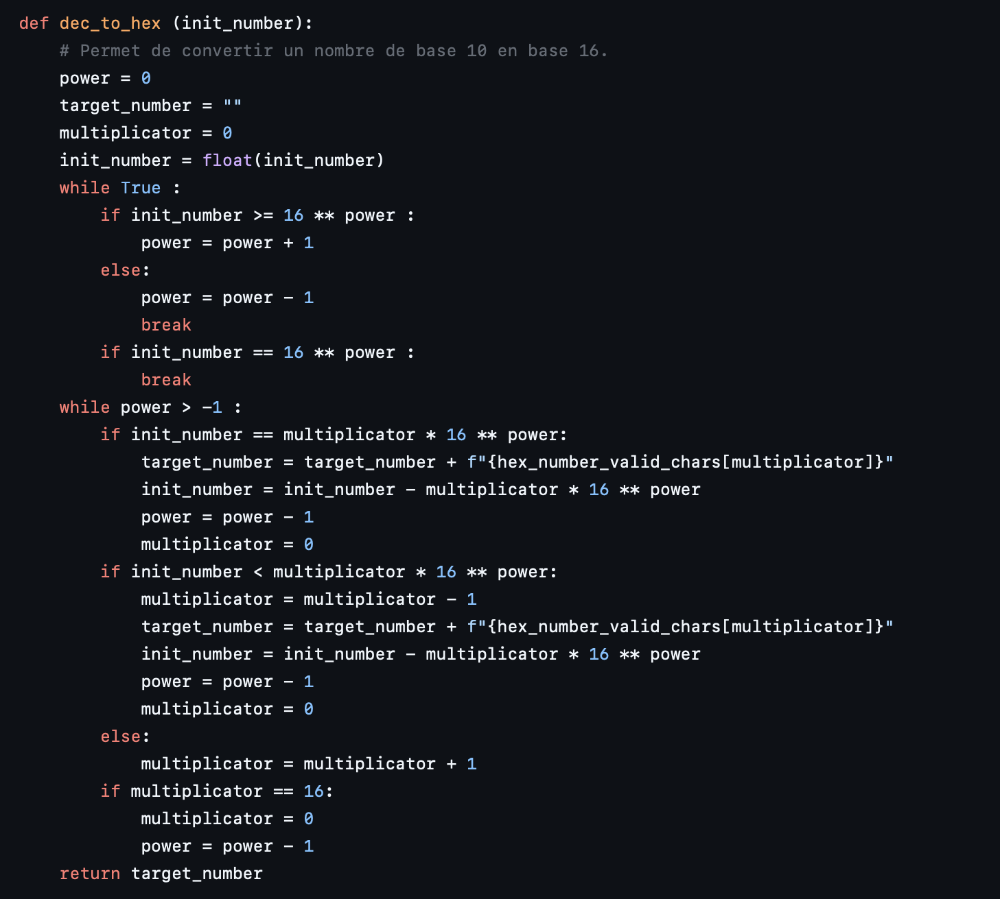 def dec_to_hex (init_number):
    # Permet de convertir un nombre de base 10 en base 16.
    power = 0
    target_number = ""
    multiplicator = 0
    init_number = float(init_number)
    while True :
        if init_number >= 16 ** power :
            power = power + 1
        else:
            power = power - 1
            break
        if init_number == 16 ** power :
            break
    while power > -1 :
        if init_number == multiplicator * 16 ** power:
            target_number = target_number + f"{hex_number_valid_chars[multiplicator]}"
            init_number = init_number - multiplicator * 16 ** power
            power = power - 1
            multiplicator = 0
        if init_number < multiplicator * 16 ** power:
            multiplicator = multiplicator - 1
            target_number = target_number + f"{hex_number_valid_chars[multiplicator]}"
            init_number = init_number - multiplicator * 16 ** power
            power = power - 1
            multiplicator = 0
        else:
            multiplicator = multiplicator + 1
        if multiplicator == 16:
            multiplicator = 0
            power = power - 1
    return target_number